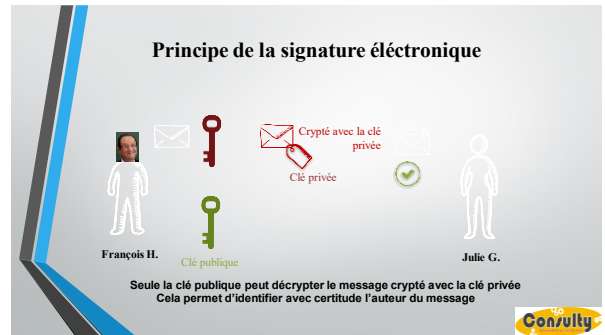 Principe de la signature éléctronique
Crypté avec la clé
privée
Clé privée
François H.
Clé publique
Julie G.
Seule la clé publique peut décrypter le message crypté avec la clé privée
Cela permet d'identifier avec certitude l'auteur du message
Consulty